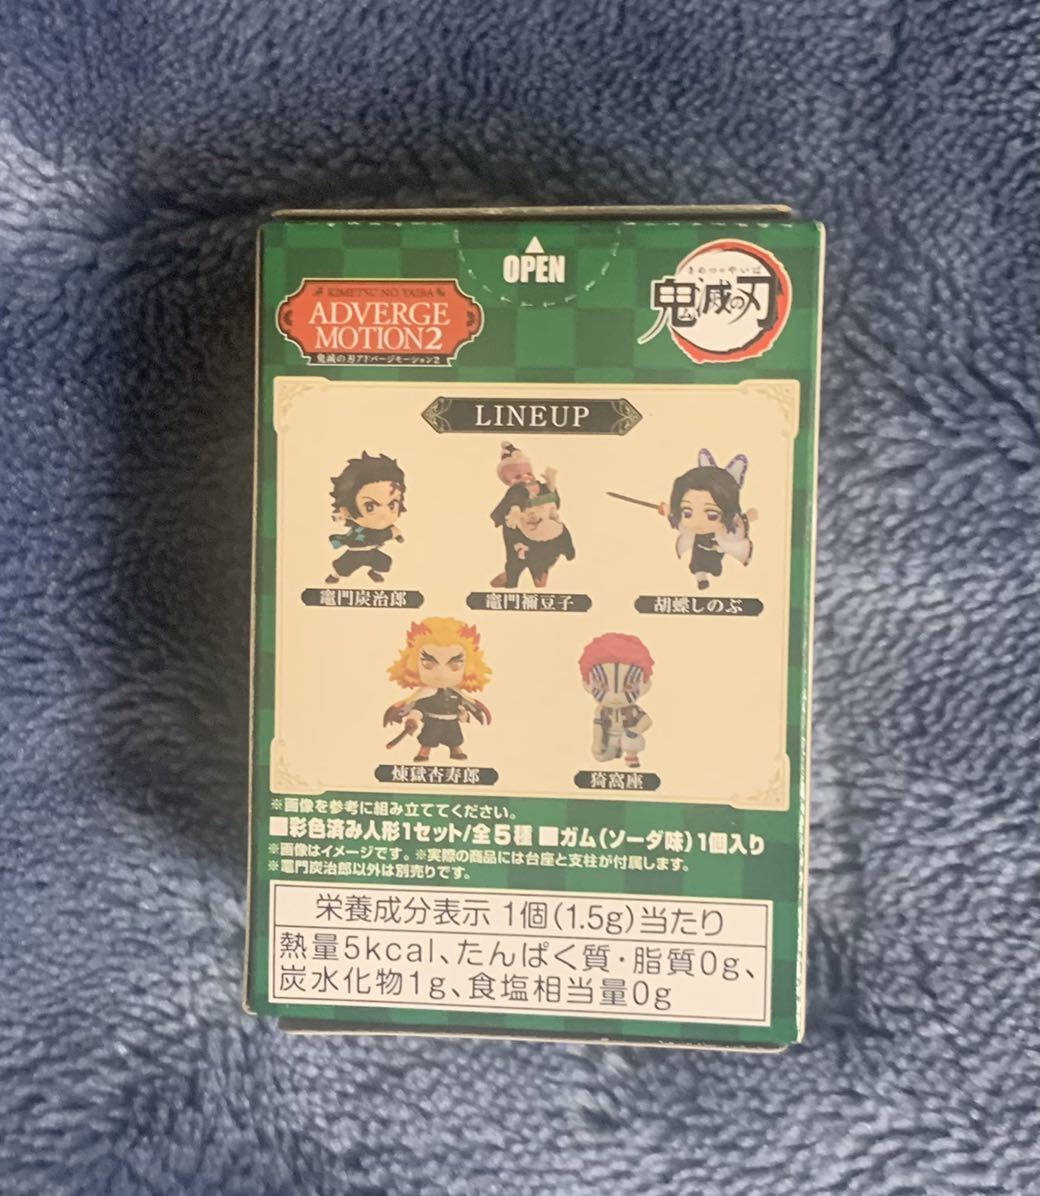 OPEN
KIMETSU NO YAIBA
ADVERGE
MOTION2
鬼滅の刃アドバージモーション2
きめつのやいば
鬼滅の刃
LINEUP
竈門炭治郎
竈門禰豆子
胡蝶しのぶ
煉獄杏寿郎
猗窩座
※画像を参考に組み立ててください。
■彩色済み人形1セット/全5種 ■ガム(ソーダ味)1個入り
※画像はイメージです。※実際の商品には台座と支柱が付属します。
※竈門炭治郎以外は別売りです。
栄養成分表示 1個(1.5g)当たり
熱量5kcal、たんぱく質・脂質0g、
炭水化物1g、食塩相当量0g